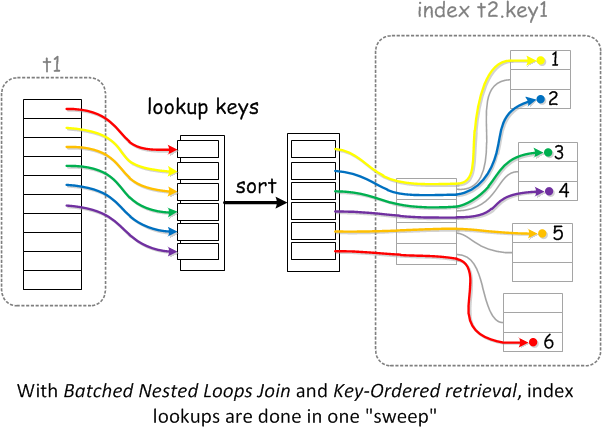 index t2.key1
t1
lookup keys
sort
1
2
3
4
5
6
With Batched Nested Loops Join and Key-Ordered retrieval, index
lookups are done in one "sweep"